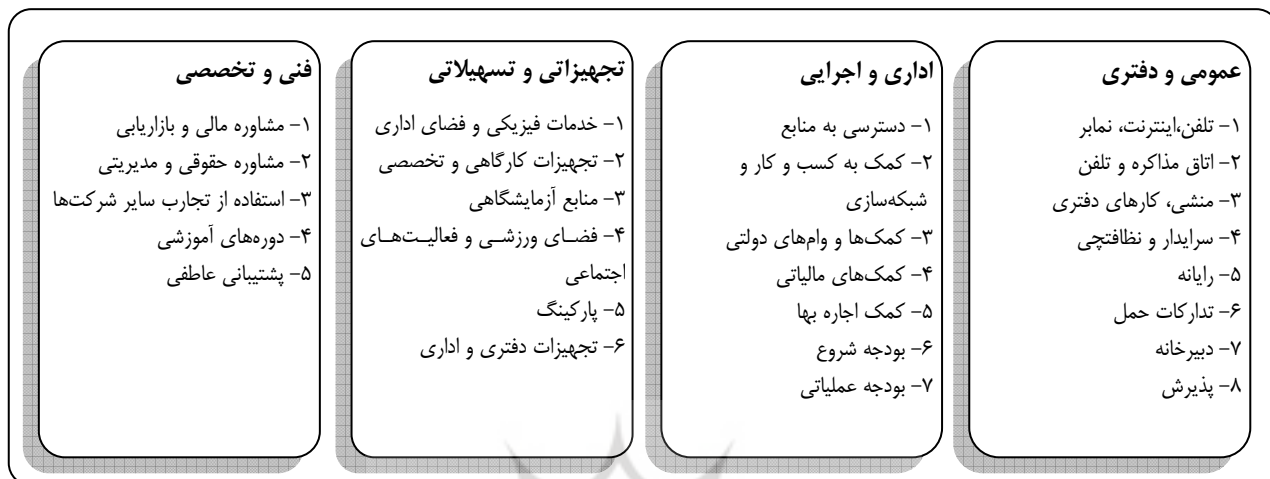 عمومی و دفتری
۱- تلفن،اینترنت، نمابر
۲- اتاق مذاکره و تلفن
۳- منشی، کارهای دفتری
۴- سرایدار و نظافتچی
۵- رایانه
۶- تدارکات حمل
۷- دبیرخانه
۸- پذیرش
اداری و اجرایی
۱- دسترسی به منابع
۲- کمک به کسب و کار و
شبکه‌سازی
۳- کمک‌ها و وام‌های دولتی
۴- کمک‌های مالیاتی
۵- کمک اجاره بها
۶- بودجه شروع
۷- بودجه عملیاتی
تجهیزاتی و تسهیلاتی
۱- خدمات فیزیکی و فضای اداری
۲- تجهیزات کارگاهی و تخصصی
۳- منابع آزمایشگاهی
۴- فضـای ورزشـی و فعالیـت‌هـای
اجتماعی
۵- پارکینگ
۶- تجهیزات دفتری و اداری
فنی و تخصصی
۱- مشاوره مالی و بازاریابی
۲- مشاوره حقوقی و مدیریتی
۳- استفاده از تجارب سایر شرکت‌ها
۴- دوره‌های آموزشی
۵- پشتیبانی عاطفی